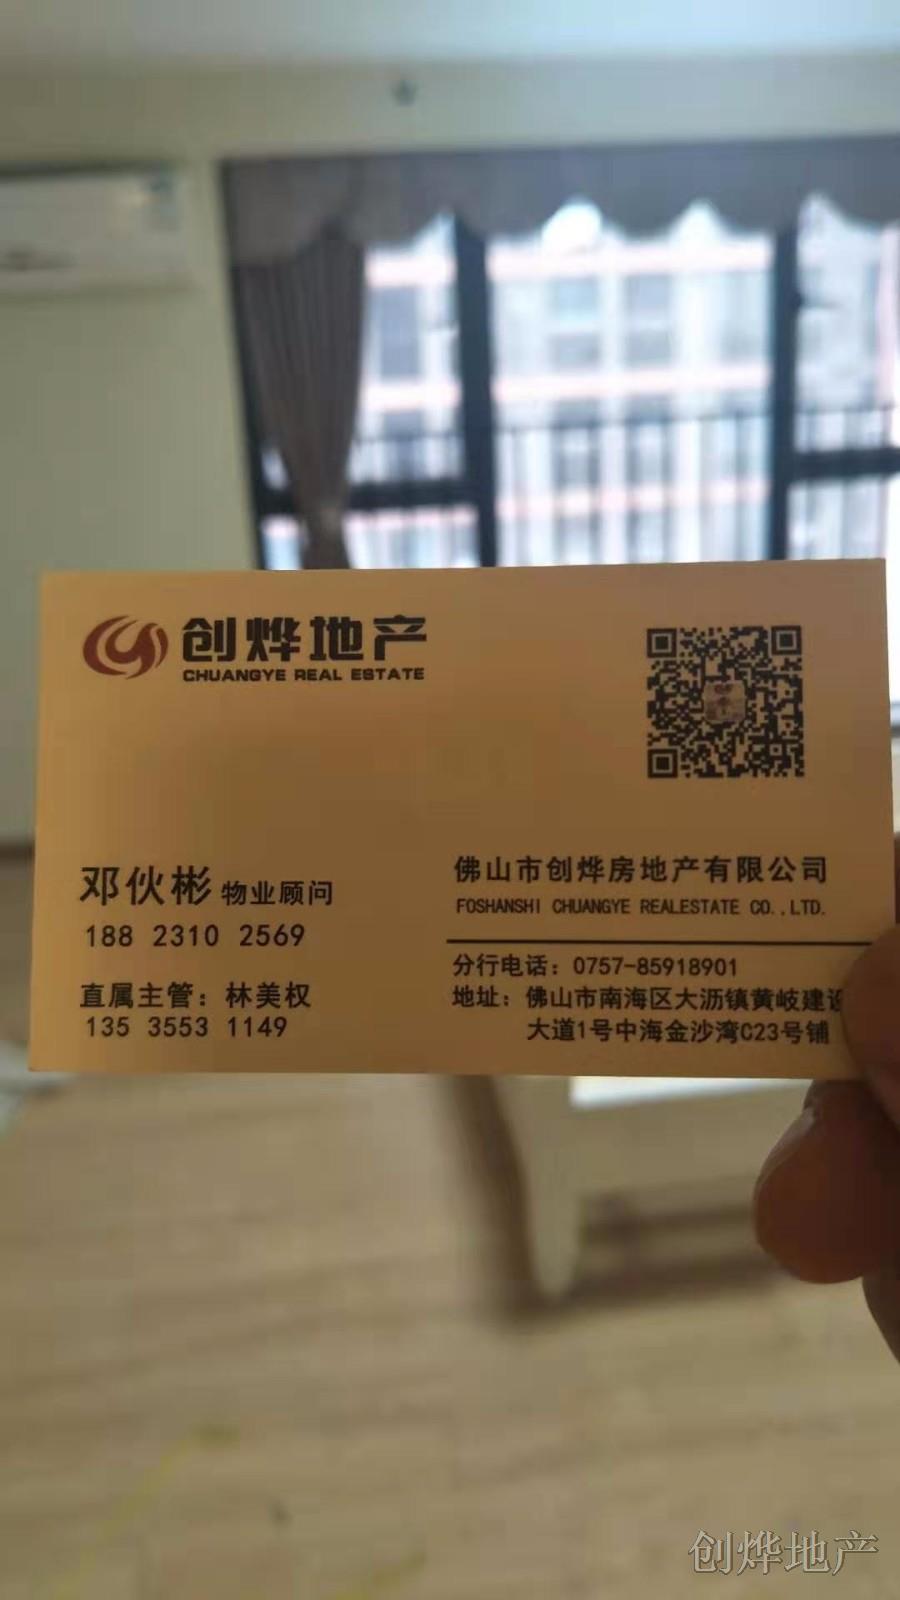 创烨地产
CHUANGYE REAL ESTATE
邓伙彬 物业顾问
188 2310 2569
直属主管：林美权
135 3553 1149
佛山市创烨房地产有限公司
FOSHANSHI CHUANGYE REALESTATE CO.,LTD.
分行电话：0757-85918901
地址：佛山市南海区大沥镇黄岐建设
大道1号中海金沙湾C23号铺
创烨地产